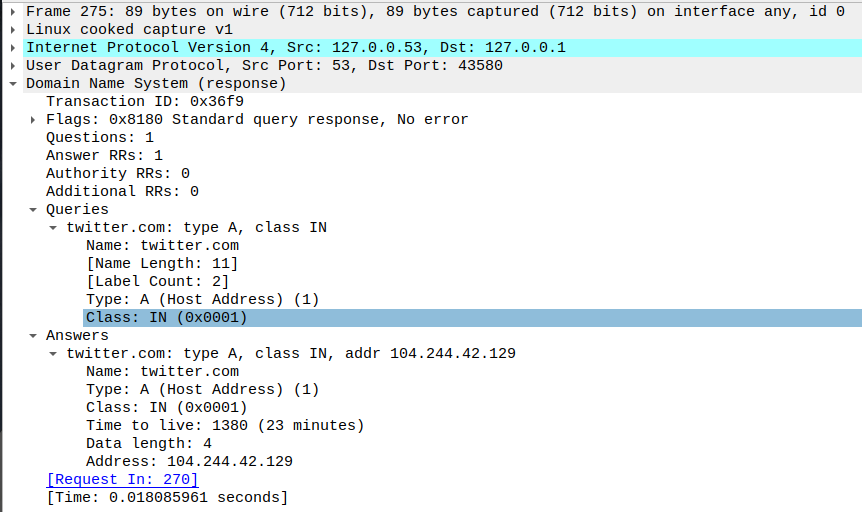 Frame 275: 89 bytes on wire (712 bits), 89 bytes captured (712 bits) on interface any, id 0
Linux cooked capture v1
Internet Protocol Version 4, Src: 127.0.0.53, Dst: 127.0.0.1
User Datagram Protocol, Src Port: 53, Dst Port: 43580
Domain Name System (response)
Transaction ID: 0x36f9
Flags: 0x8180 Standard query response, No error
Questions: 1
Answer RRs: 1
Authority RRs: 0
Additional RRs: 0
Queries
twitter.com: type A, class IN
Name: twitter.com
[Name Length: 11]
[Label Count: 2]
Type: A (Host Address) (1)
Class: IN (0x0001)
Answers
twitter.com: type A, class IN, addr 104.244.42.129
Name: twitter.com
Type: A (Host Address) (1)
Class: IN (0x0001)
Time to live: 1380 (23 minutes)
Data length: 4
Address: 104.244.42.129
[Request In: 270]
[Time: 0.018085961 seconds]